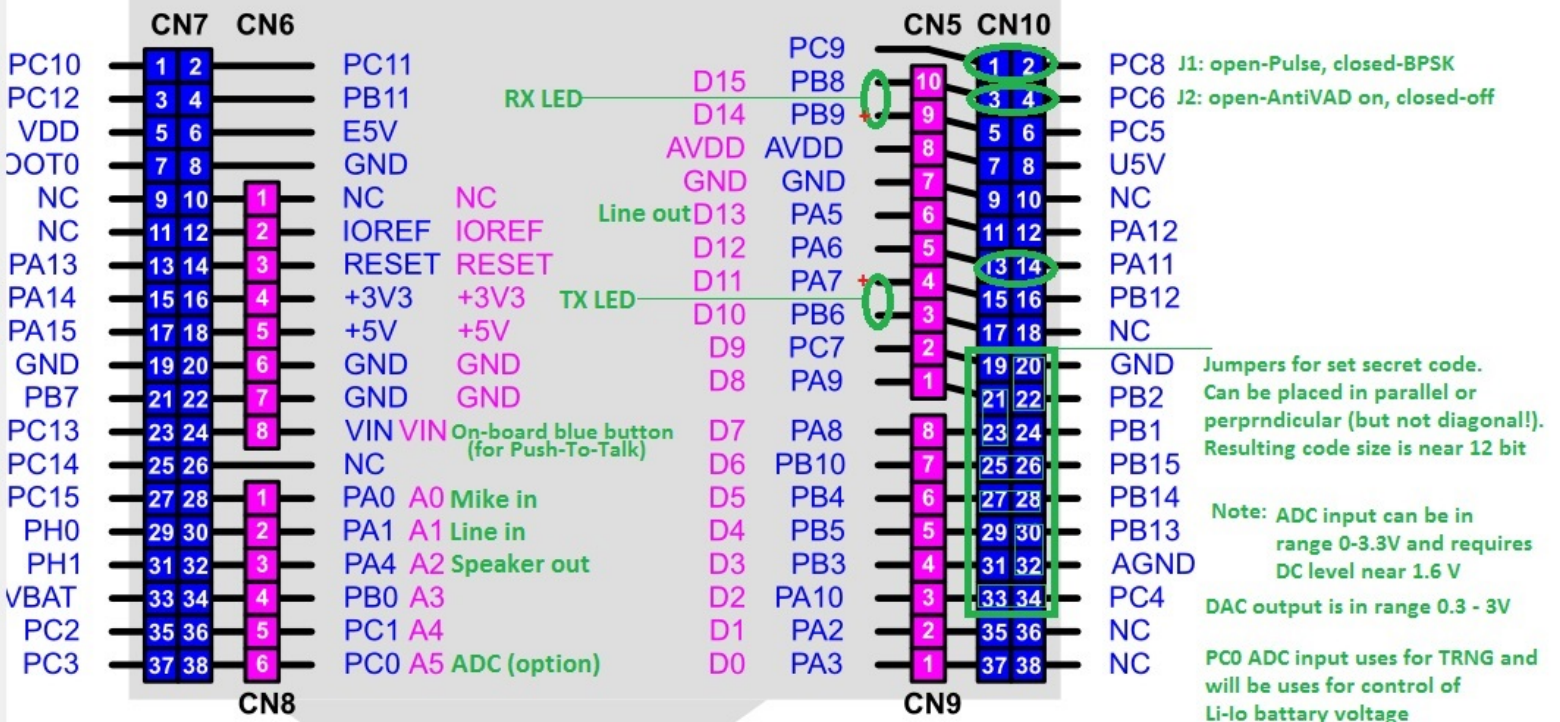 CN7 CN6 CN5 CN10
PC9
PC10 1 2 PC11 1 2 PC8 J1: open-Pulse, closed-BPSK
D15 PB8 10
PC12 3 4 PB11 RX LED 3 4 PC6 J2: open-AntiVAD on, closed-off
D14 PB9 + 9
VDD 5 6 E5V 5 6 PC5
AVDD AVDD 8
OOT0 7 8 GND 7 8 U5V
GND GND 7
NC 9 10 1 NC NC 9 10 NC
Line out D13 PA5 6
NC 11 12 2 IOREF IOREF 11 12 PA12
D12 PA6 5
PA13 13 14 3 RESET RESET 13 14 PA11
D11 PA7 + 4
PA14 15 16 4 +3V3 +3V3 TX LED 15 16 PB12
D10 PB6 3
PA15 17 18 5 +5V +5V 17 18 NC
D9 PC7 2
GND 19 20 6 GND GND 19 20 GND
D8 PA9 1
PB7 21 22 7 GND GND 21 22 PB2
Jumpers for set secret code.
Can be placed in parallel or
perprndicular (but not diagonal!).
Resulting code size is near 12 bit
PC13 23 24 8 VIN VIN On-board blue button D7 PA8 8 23 24 PB1
(for Push-To-Talk)
PC14 25 26 NC D6 PB10 7 25 26 PB15
PC15 27 28 1 PA0 A0 Mike in D5 PB4 6 27 28 PB14
PH0 29 30 2 PA1 A1 Line in D4 PB5 5 29 30 PB13
PH1 31 32 3 PA4 A2 Speaker out D3 PB3 4 31 32 AGND
Note: ADC input can be in
range 0-3.3V and requires
DC level near 1.6 V
VBAT 33 34 4 PB0 A3 D2 PA10 3 33 34 PC4
DAC output is in range 0.3 - 3V
PC2 35 36 5 PC1 A4 D1 PA2 2 35 36 NC
PC3 37 38 6 PC0 A5 ADC (option) D0 PA3 1 37 38 NC
PC0 ADC input uses for TRNG and
will be uses for control of
Li-Io battary voltage
CN8 CN9